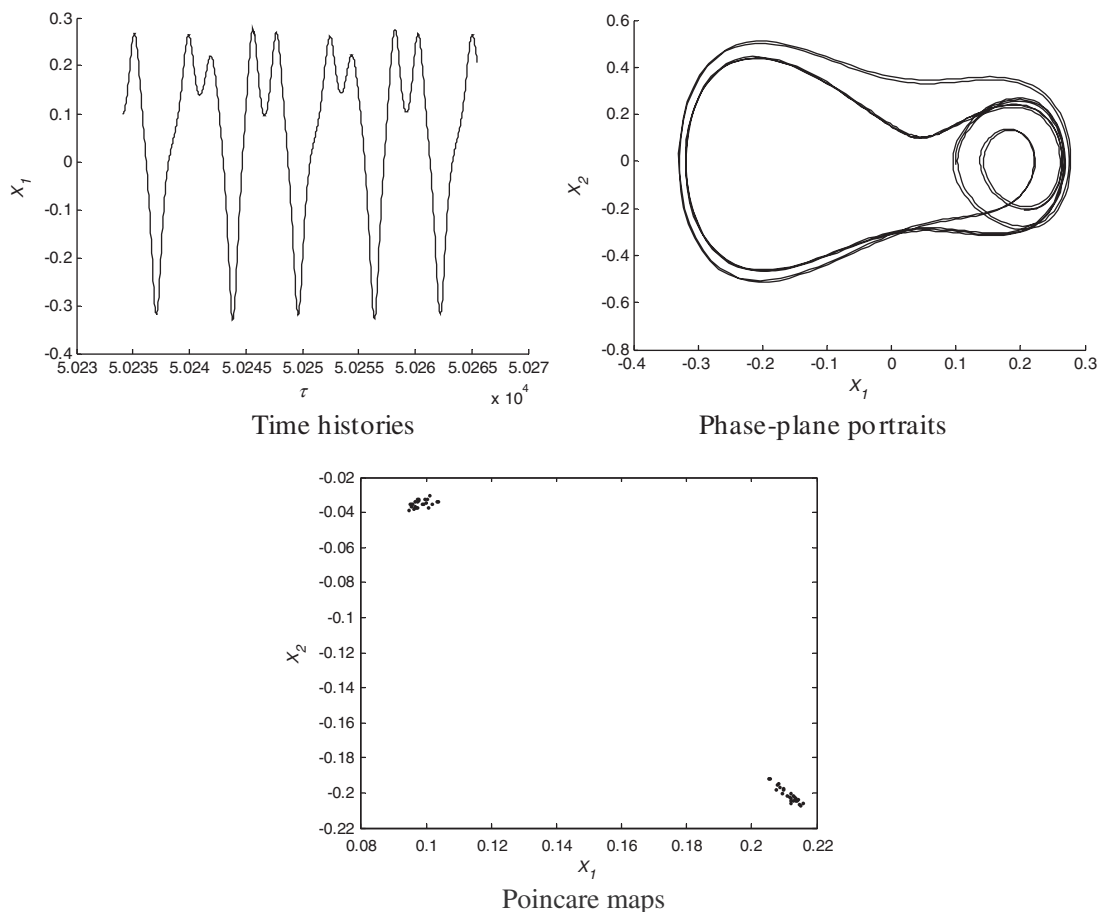 0.3
0.2
0.1
0
-0.1
-0.2
-0.3
-0.4
X1
5.023 5.0235 5.024 5.0245 5.025 5.0255 5.026 5.0265 5.027
τ
x 10^4
Time histories
0.6
0.4
0.2
0
-0.2
-0.4
-0.6
-0.8
X2
-0.4 -0.3 -0.2 -0.1 0 0.1 0.2 0.3
X1
Phase-plane portraits
-0.02
-0.04
-0.06
-0.08
-0.1
-0.12
-0.14
-0.16
-0.18
-0.2
-0.22
X2
0.08 0.1 0.12 0.14 0.16 0.18 0.2 0.22
X1
Poincare maps